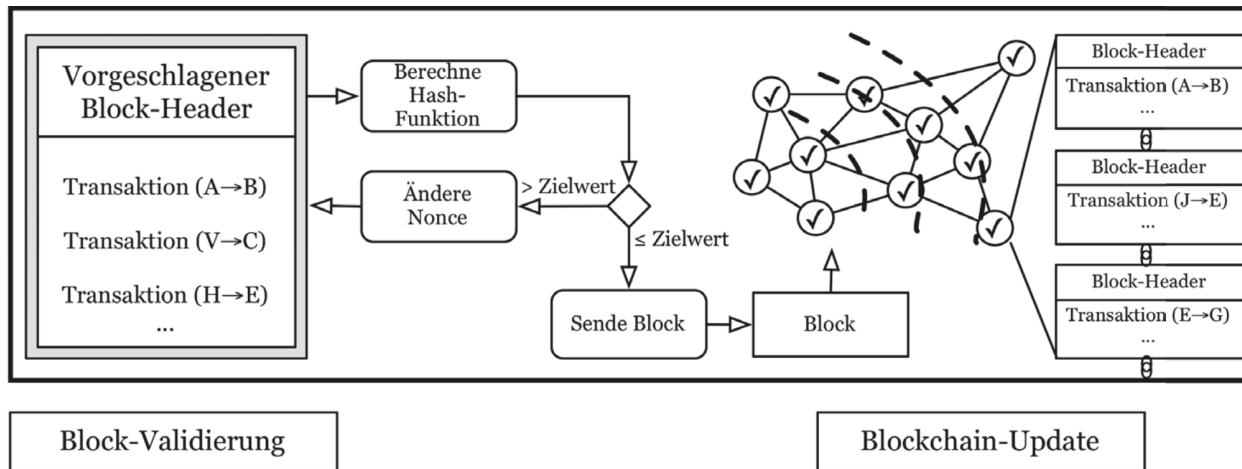 Vorgeschlagener
Block-Header
Transaktion (A→B)
Transaktion (V→C)
Transaktion (H→E)
...
Berechne
Hash-
Funktion
Ändere
Nonce
> Zielwert
≤ Zielwert
Sende Block
Block
Block-Header
Transaktion (A→B)
...
Block-Header
Transaktion (J→E)
...
Block-Header
Transaktion (E→G)
...
Block-Validierung
Blockchain-Update